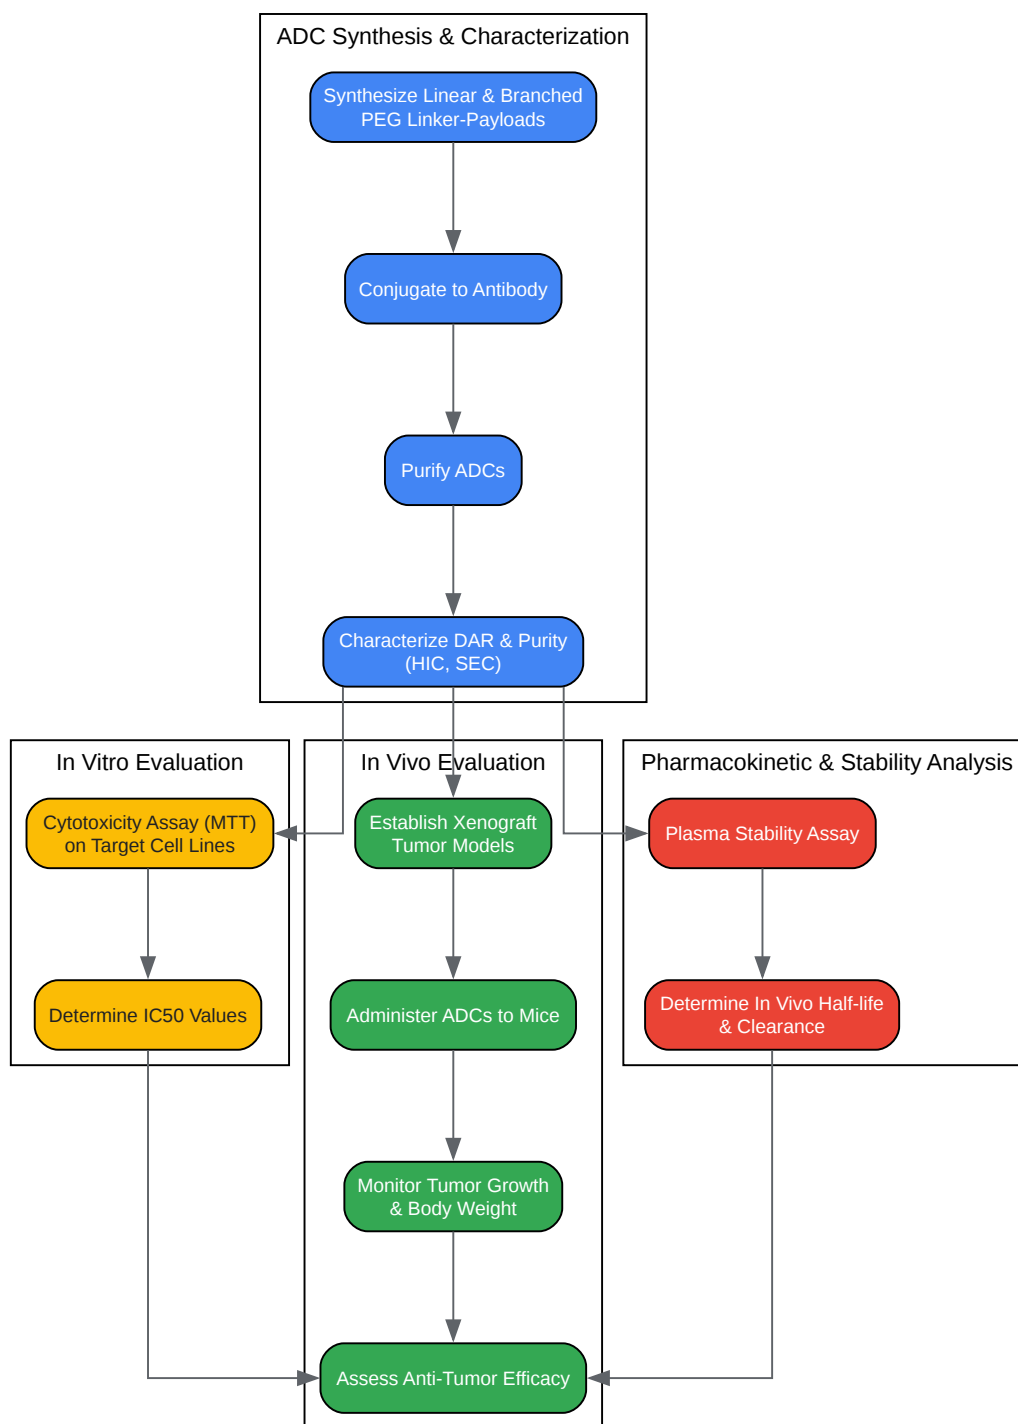 ADC Synthesis & Characterization
Synthesize Linear & Branched
PEG Linker-Payloads
Conjugate to Antibody
Purify ADCs
Characterize DAR & Purity
(HIC, SEC)
In Vitro Evaluation
Cytotoxicity Assay (MTT)
on Target Cell Lines
Determine IC50 Values
In Vivo Evaluation
Establish Xenograft
Tumor Models
Administer ADCs to Mice
Monitor Tumor Growth
& Body Weight
Assess Anti-Tumor Efficacy
Pharmacokinetic & Stability Analysis
Plasma Stability Assay
Determine In Vivo Half-life
& Clearance